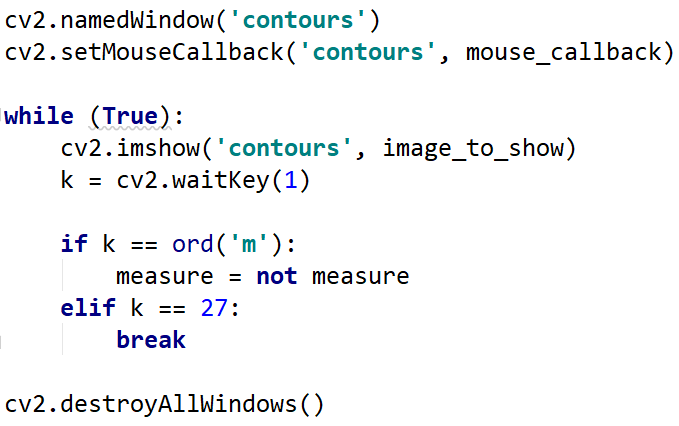 cv2.namedWindow('contours')
cv2.setMouseCallback('contours', mouse_callback)
while (True):
    cv2.imshow('contours', image_to_show)
    k = cv2.waitKey(1)
    if k == ord('m'):
        measure = not measure
    elif k == 27:
        break
cv2.destroyAllWindows()